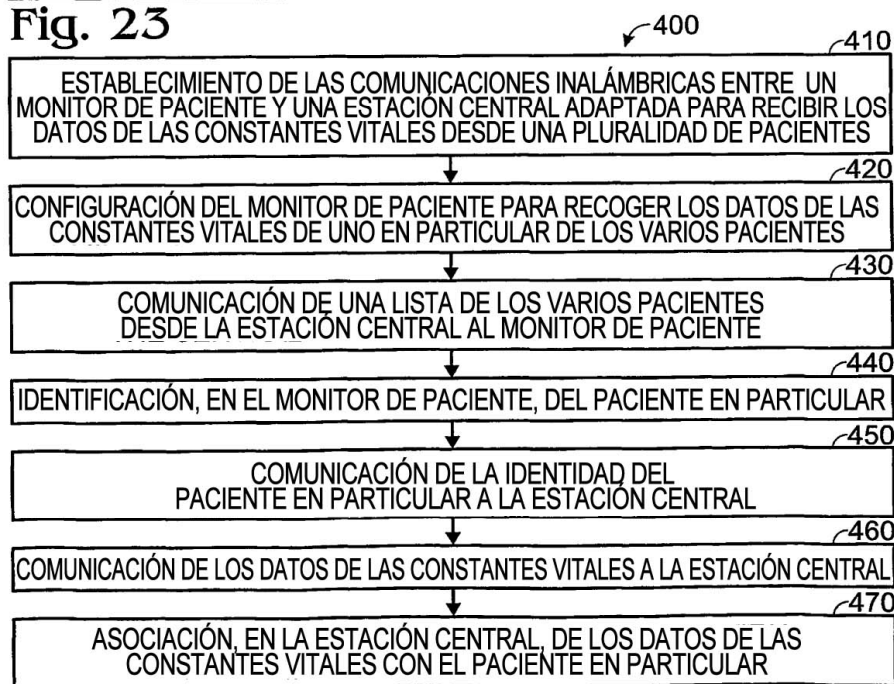 Fig. 23
400
410
ESTABLECIMIENTO DE LAS COMUNICACIONES INALÁMBRICAS ENTRE UN
MONITOR DE PACIENTE Y UNA ESTACIÓN CENTRAL ADAPTADA PARA RECIBIR LOS
DATOS DE LAS CONSTANTES VITALES DESDE UNA PLURALIDAD DE PACIENTES
420
CONFIGURACIÓN DEL MONITOR DE PACIENTE PARA RECOGER LOS DATOS DE LAS
CONSTANTES VITALES DE UNO EN PARTICULAR DE LOS VARIOS PACIENTES
430
COMUNICACIÓN DE UNA LISTA DE LOS VARIOS PACIENTES
DESDE LA ESTACIÓN CENTRAL AL MONITOR DE PACIENTE
440
IDENTIFICACIÓN, EN EL MONITOR DE PACIENTE, DEL PACIENTE EN PARTICULAR
450
COMUNICACIÓN DE LA IDENTIDAD DEL
PACIENTE EN PARTICULAR A LA ESTACIÓN CENTRAL
460
COMUNICACIÓN DE LOS DATOS DE LAS CONSTANTES VITALES A LA ESTACIÓN CENTRAL
470
ASOCIACIÓN, EN LA ESTACIÓN CENTRAL, DE LOS DATOS DE LAS
CONSTANTES VITALES CON EL PACIENTE EN PARTICULAR